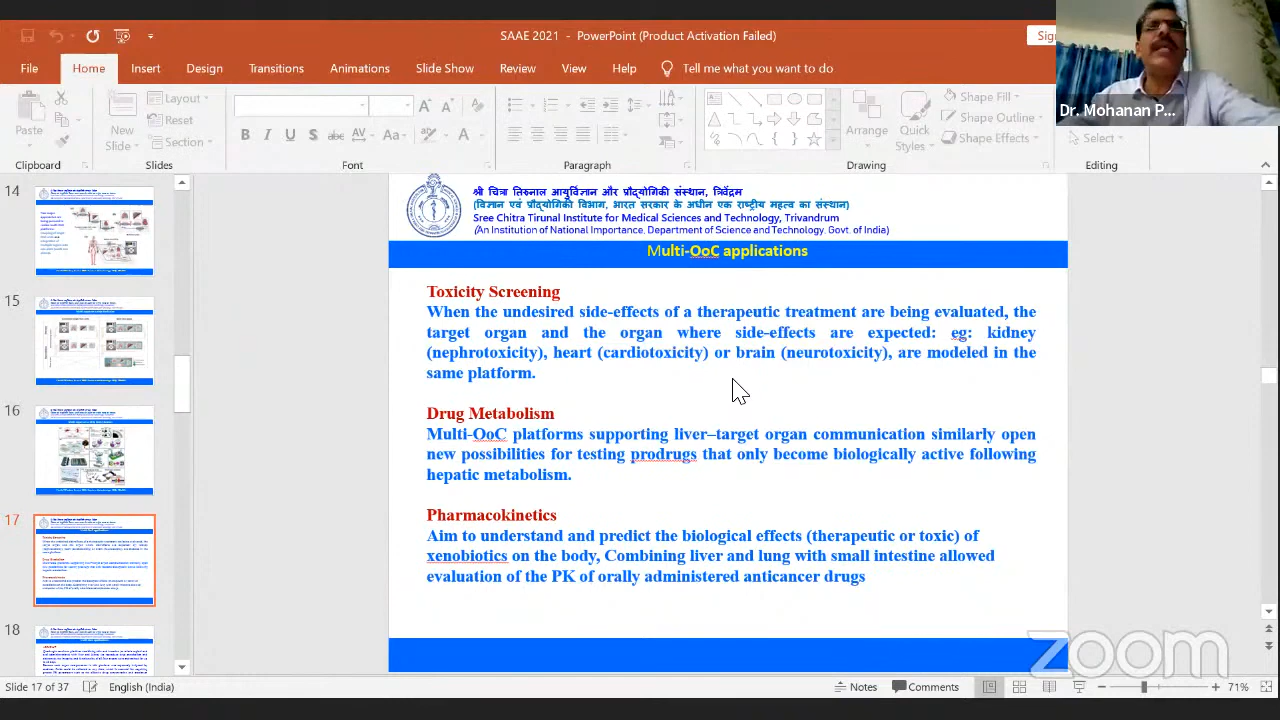 SAAE 2021 - PowerPoint (Product Activation Failed)
Sig
File Home Insert Design Transitions Animations Slide Show Review View Help Tell me what you want to do
Paste
Clipboard
New
Slide
Layout
Reset
Section
Slides
Font
Paragraph
Arrange
Quick
Styles
Shape Fill
Shape Outline
Shape Effects
Drawing
Select
Editing
Dr. Mohanan P...
14
15
16
17
18
श्री चित्रा तिरुनाल आयुर्विज्ञान और प्रौद्योगिकी संस्थान, त्रिवेंद्रम
(विज्ञान एवं प्रौद्योगिकी विभाग, भारत सरकार के अधीन एक राष्ट्रीय महत्व का संस्थान)
Sree Chitra Tirunal Institute for Medical Sciences and Technology, Trivandrum
(An Institution of National Importance, Department of Science and Technology, Govt. of India)
Multi-OoC applications
Toxicity Screening
When the undesired side-effects of a therapeutic treatment are being evaluated, the
target organ and the organ where side-effects are expected: eg: kidney
(nephrotoxicity), heart (cardiotoxicity) or brain (neurotoxicity), are modeled in the
same platform.
Drug Metabolism
Multi-OoC platforms supporting liver–target organ communication similarly open
new possibilities for testing prodrugs that only become biologically active following
hepatic metabolism.
Pharmacokinetics
Aim to understand and predict the biological effects (therapeutic or toxic) of
xenobiotics on the body, Combining liver and lung with small intestine allowed
evaluation of the PK of orally administered anticancer drugs
zoom
Slide 17 of 37 English (India) Notes Comments 71%